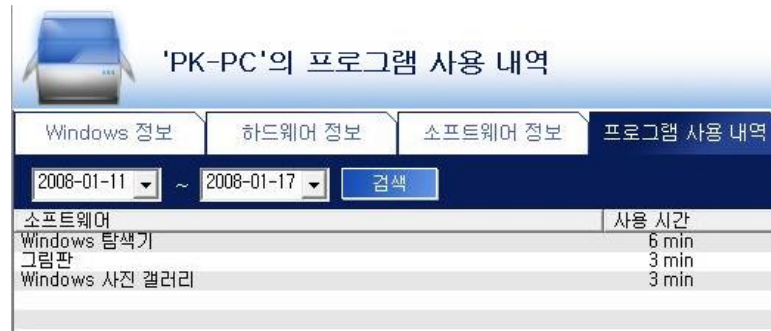 'PK-PC'의 프로그램 사용 내역
Windows 정보 하드웨어 정보 소프트웨어 정보 프로그램 사용 내역
2008-01-11 ~ 2008-01-17 검색
소프트웨어 사용 시간
Windows 탐색기 6 min
그림판 3 min
Windows 사진 갤러리 3 min